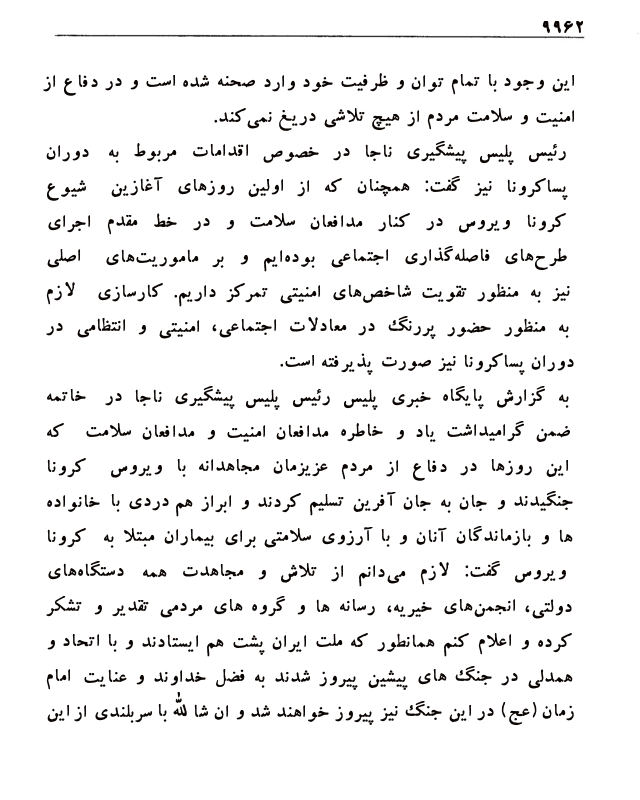 ۹۹۶۲
این وجود با تمام توان و ظرفیت خود وارد صحنه شده است و در دفاع از
امنیت و سلامت مردم از هیچ تلاشی دریغ نمی‌کند.
رئیس پلیس پیشگیری ناجا در خصوص اقدامات مربوط به دوران
پساکرونا نیز گفت: همچنان که از اولین روزهای آغازین شیوع
کرونا ویروس در کنار مدافعان سلامت و در خط مقدم اجرای
طرح‌های فاصله‌گذاری اجتماعی بوده‌ایم و بر ماموریت‌های اصلی
نیز به منظور تقویت شاخص‌های امنیتی تمرکز داریم. کارسازی لازم
به منظور حضور پررنگ در معادلات اجتماعی، امنیتی و انتظامی در
دوران پساکرونا نیز صورت پذیرفته است.
به گزارش پایگاه خبری پلیس رئیس پلیس پیشگیری ناجا در خاتمه
ضمن گرامیداشت یاد و خاطره مدافعان امنیت و مدافعان سلامت که
این روزها در دفاع از مردم عزیزمان مجاهدانه با ویروس کرونا
جنگیدند و جان به جان آفرین تسلیم کردند و ابراز هم دردی با خانواده
ها و بازماندگان آنان و با آرزوی سلامتی برای بیماران مبتلا به کرونا
ویروس گفت: لازم می‌دانم از تلاش و مجاهدت همه دستگاه‌های
دولتی، انجمن‌های خیریه، رسانه ها و گروه های مردمی تقدیر و تشکر
کرده و اعلام کنم همانطور که ملت ایران پشت هم ایستادند و با اتحاد و
همدلی در جنگ های پیشین پیروز شدند به فضل خداوند و عنایت امام
زمان (عج) در این جنگ نیز پیروز خواهند شد و ان شا لله با سربلندی از این